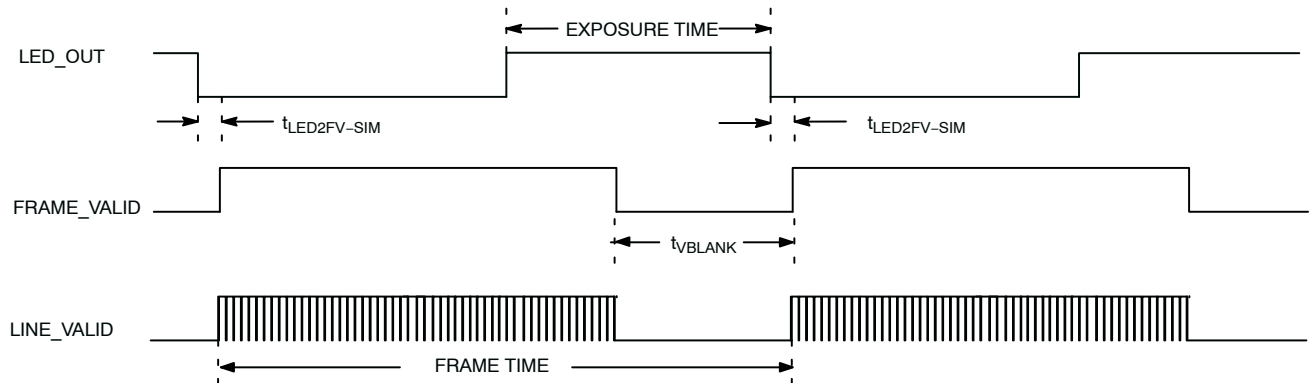 EXPOSURE TIME
LED_OUT
tLED2FV–SIM
tLED2FV–SIM
FRAME_VALID
tVBLANK
LINE_VALID
FRAME TIME